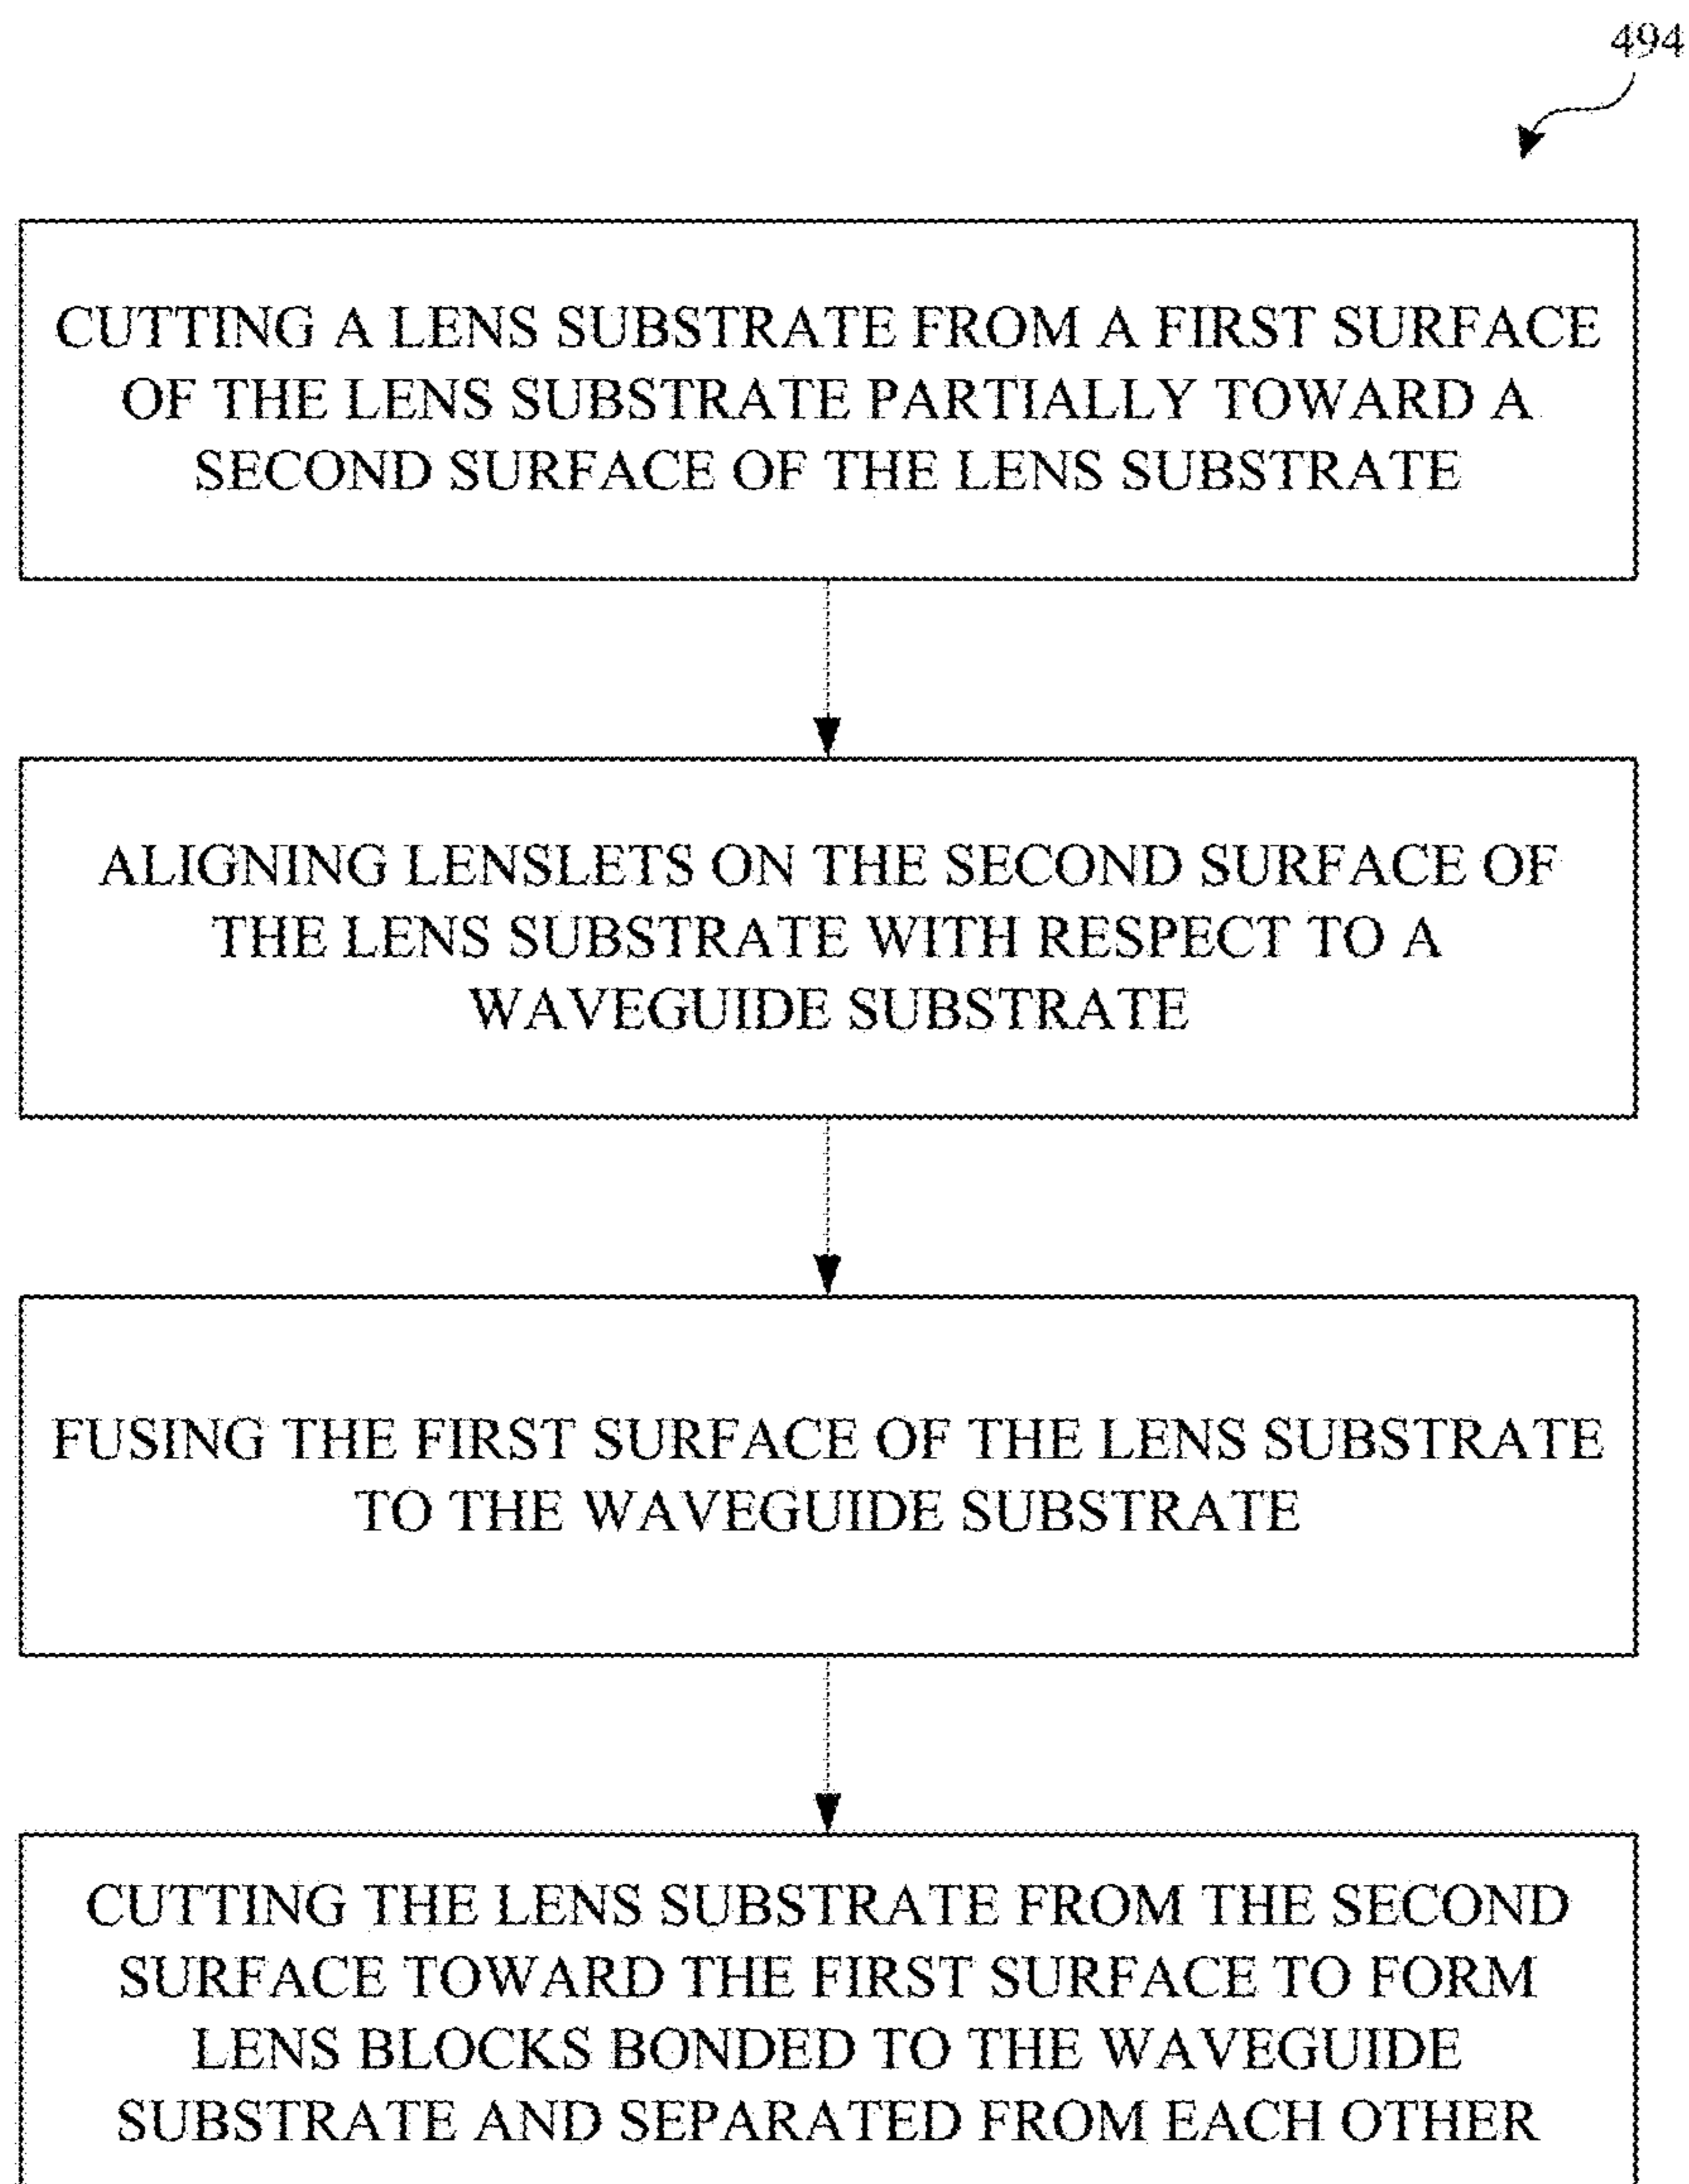 494
CUTTING A LENS SUBSTRATE FROM A FIRST SURFACE
OF THE LENS SUBSTRATE PARTIALLY TOWARD A
SECOND SURFACE OF THE LENS SUBSTRATE
ALIGNING LENSLETS ON THE SECOND SURFACE OF
THE LENS SUBSTRATE WITH RESPECT TO A
WAVEGUIDE SUBSTRATE
FUSING THE FIRST SURFACE OF THE LENS SUBSTRATE
TO THE WAVEGUIDE SUBSTRATE
CUTTING THE LENS SUBSTRATE FROM THE SECOND
SURFACE TOWARD THE FIRST SURFACE TO FORM
LENS BLOCKS BONDED TO THE WAVEGUIDE
SUBSTRATE AND SEPARATED FROM EACH OTHER